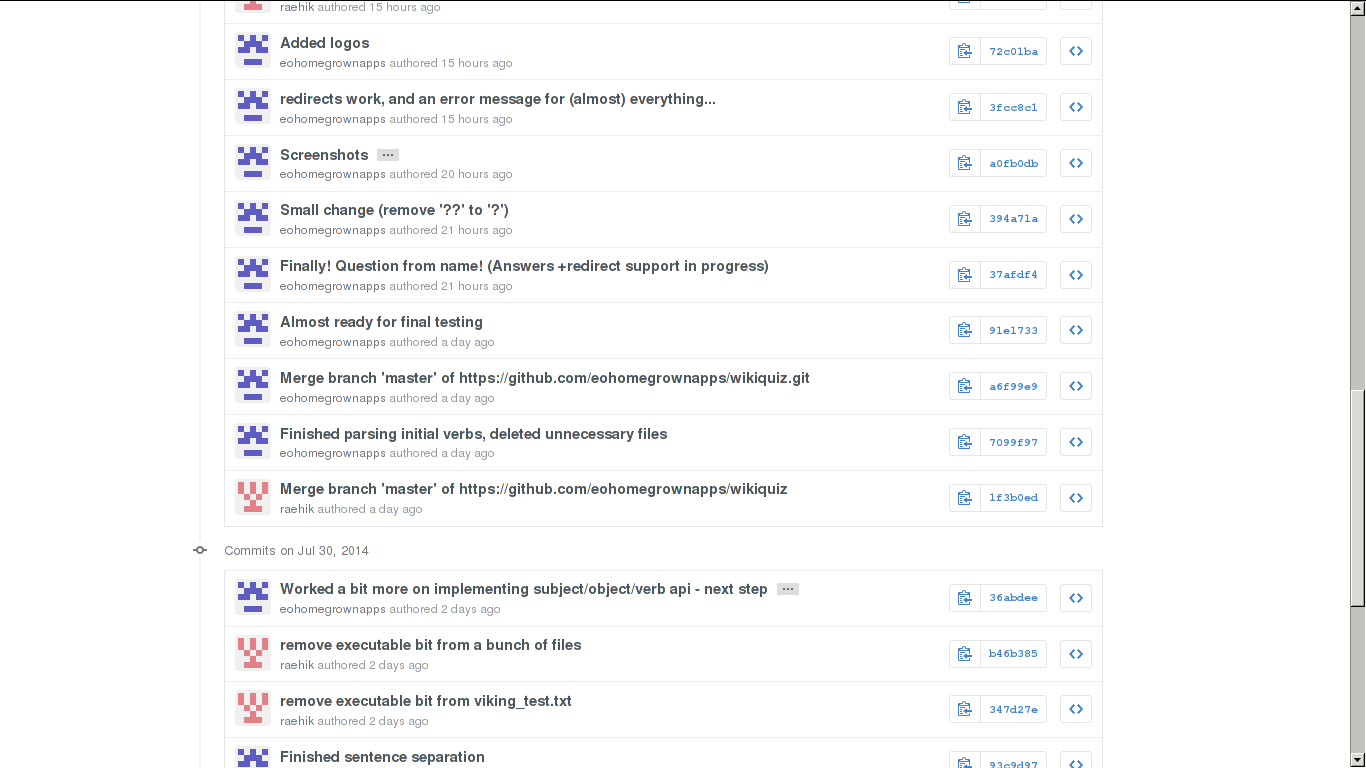 raehik authored 15 hours ago
Added logos
eohomegrownapps authored 15 hours ago
72c01ba
redirects work, and an error message for (almost) everything...
eohomegrownapps authored 15 hours ago
3fcc8c1
Screenshots ...
eohomegrownapps authored 20 hours ago
a0fb0db
Small change (remove '??' to '?')
eohomegrownapps authored 21 hours ago
394a71a
Finally! Question from name! (Answers +redirect support in progress)
eohomegrownapps authored 21 hours ago
37afdf4
Almost ready for final testing
eohomegrownapps authored a day ago
91e1733
Merge branch 'master' of https://github.com/eohomegrownapps/wikiquiz.git
eohomegrownapps authored a day ago
a6f99e9
Finished parsing initial verbs, deleted unnecessary files
eohomegrownapps authored a day ago
7099f97
Merge branch 'master' of https://github.com/eohomegrownapps/wikiquiz
raehik authored a day ago
1f3b0ed
Commits on Jul 30, 2014
Worked a bit more on implementing subject/object/verb api - next step ...
eohomegrownapps authored 2 days ago
36abdee
remove executable bit from a bunch of files
raehik authored 2 days ago
b46b385
remove executable bit from viking_test.txt
raehik authored 2 days ago
347d27e
Finished sentence separation
93c9d97